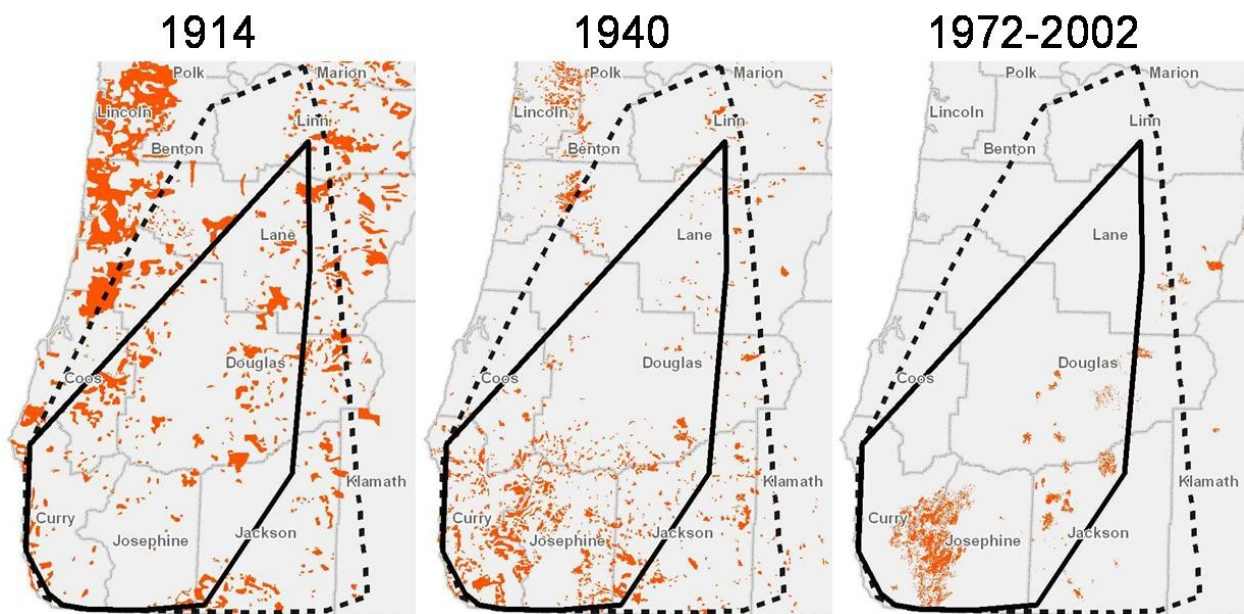 1914
Polk
Marion
Lincoln
Linn
Benton
Lane
Douglas
Coos
Klamath
Curry
Jackson
Josephine
1940
Polk
Marion
Lincoln
Linn
Benton
Lane
Douglas
Coos
Klamath
Curry
Jackson
Josephine
1972-2002
Polk
Marion
Lincoln
Linn
Benton
Lane
Douglas
Coos
Klamath
Curry
Jackson
Josephine